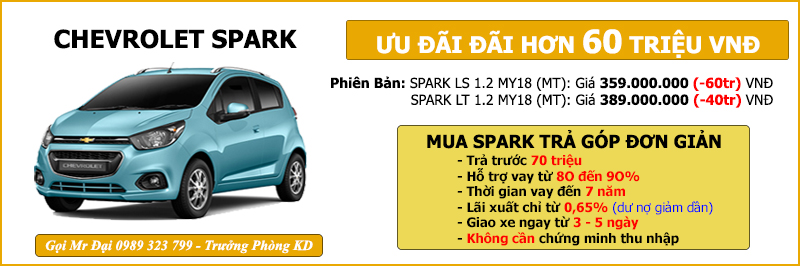 CHEVROLET SPARK
ƯU ĐÃI ĐÃI HƠN 60 TRIỆU VNĐ
Phiên Bản: SPARK LS 1.2 MY18 (MT): Giá 359.000.000 (-60tr) VNĐ
SPARK LT 1.2 MY18 (MT): Giá 389.000.000 (-40tr) VNĐ
MUA SPARK TRẢ GÓP ĐƠN GIẢN
- Trả trước 70 triệu
- Hỗ trợ vay từ 80 đến 90%
- Thời gian vay đến 7 năm
- Lãi xuất chỉ từ 0,65% (dư nợ giảm dần)
- Giao xe ngay từ 3 - 5 ngày
- Không cần chứng minh thu nhập
CHEVROLET
Gọi Mr Đại 0989 323 799 - Trưởng Phòng KD